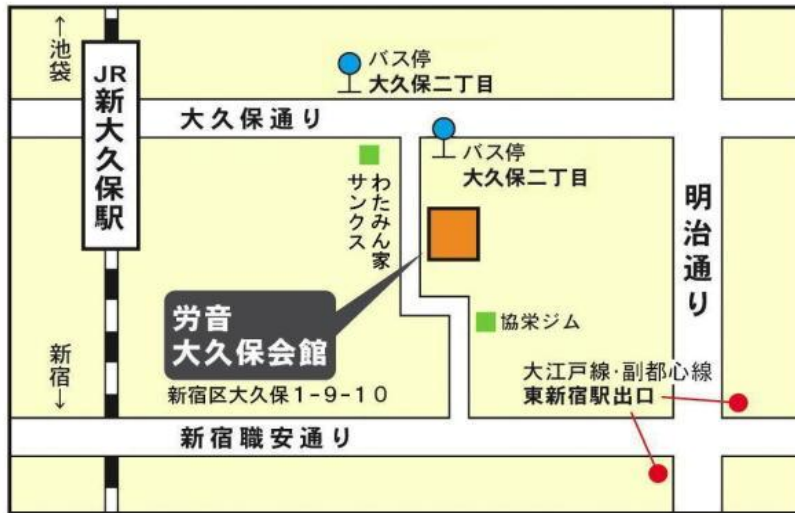 ↑池袋
JR新大久保駅
新宿↓
バス停
大久保二丁目
大久保通り
バス停
大久保二丁目
わたみん家
サンクス
明治通り
労音
大久保会館
新宿区大久保1-9-10
協栄ジム
大江戸線・副都心線
東新宿駅出口
新宿職安通り